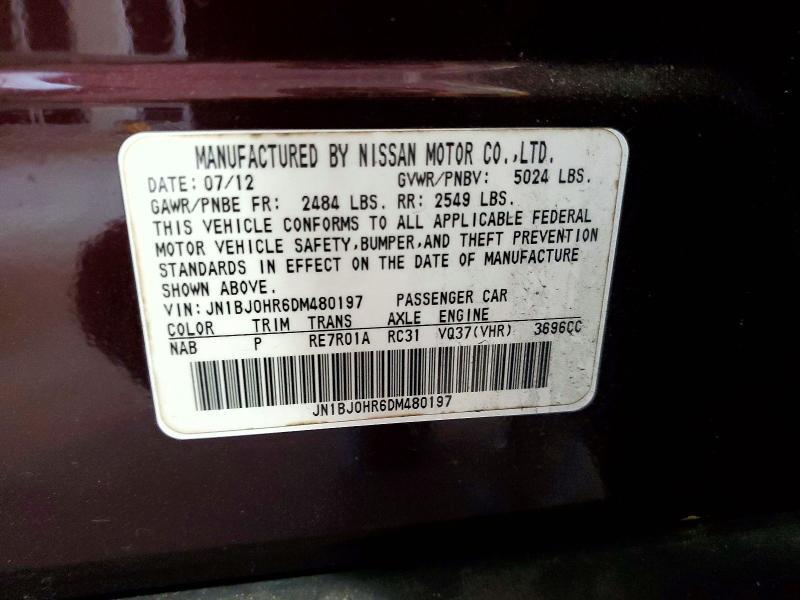 MANUFACTURED BY NISSAN MOTOR CO.,LTD.
DATE: 07/12 GVWR/PNBV: 5024 LBS.
GAWR/PNBE FR: 2484 LBS. RR: 2549 LBS.
THIS VEHICLE CONFORMS TO ALL APPLICABLE FEDERAL
MOTOR VEHICLE SAFETY,BUMPER,AND THEFT PREVENTION
STANDARDS IN EFFECT ON THE DATE OF MANUFACTURE
SHOWN ABOVE.
VIN: JN1BJ0HR6DM480197 PASSENGER CAR
COLOR TRIM TRANS AXLE ENGINE
NAB P RE7R01A RC31 VQ37(VHR) 3696CC
JN1BJ0HR6DM480197